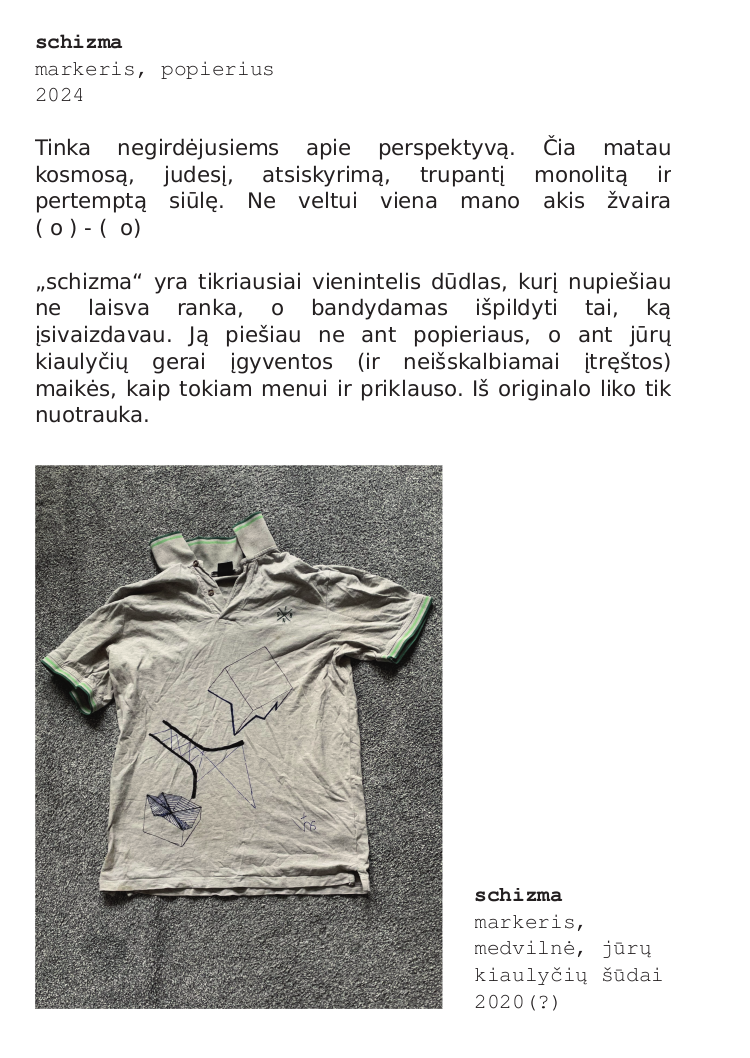 schizma
markeris, popierius
2024
Tinka negirdėjusiems apie perspektyvą. Čia matau
kosmosą, judesį, atsiskyrimą, trupantį monolitą ir
pertemptą siūlę. Ne veltui viena mano akis žvaira
( o ) - (  o)
„schizma“ yra tikriausiai vienintelis dūdlas, kurį nupiešiau
ne laisva ranka, o bandydamas išpildyti tai, ką
įsivaizdavau. Ją piešiau ne ant popieriaus, o ant jūrų
kiaulyčių gerai įgyventos (ir neišskalbiamai įtręštos)
maikės, kaip tokiam menui ir priklauso. Iš originalo liko tik
nuotrauka.
schizma
markeris,
medvilnė, jūrų
kiaulyčių šūdai
2020(?)